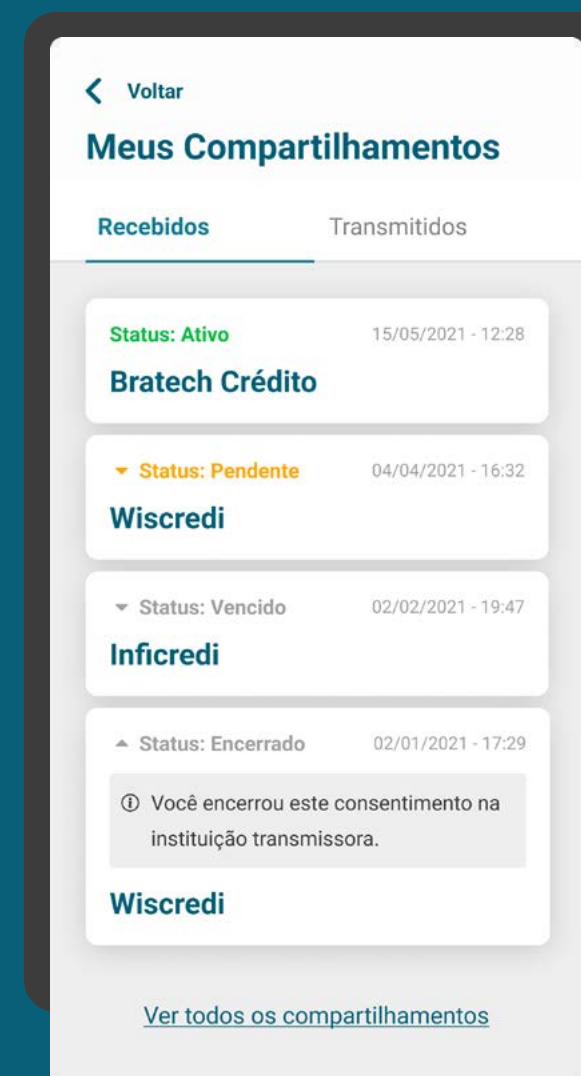 Voltar
Meus Compartilhamentos
Recebidos Transmitidos
Status: Ativo 15/05/2021 - 12:28
Bratech Crédito
Status: Pendente 04/04/2021 - 16:32
Wiscredi
Status: Vencido 02/02/2021 - 19:47
Inficredi
Status: Encerrado 02/01/2021 - 17:29
Você encerrou este consentimento na
instituição transmissora.
Wiscredi
Ver todos os compartilhamentos